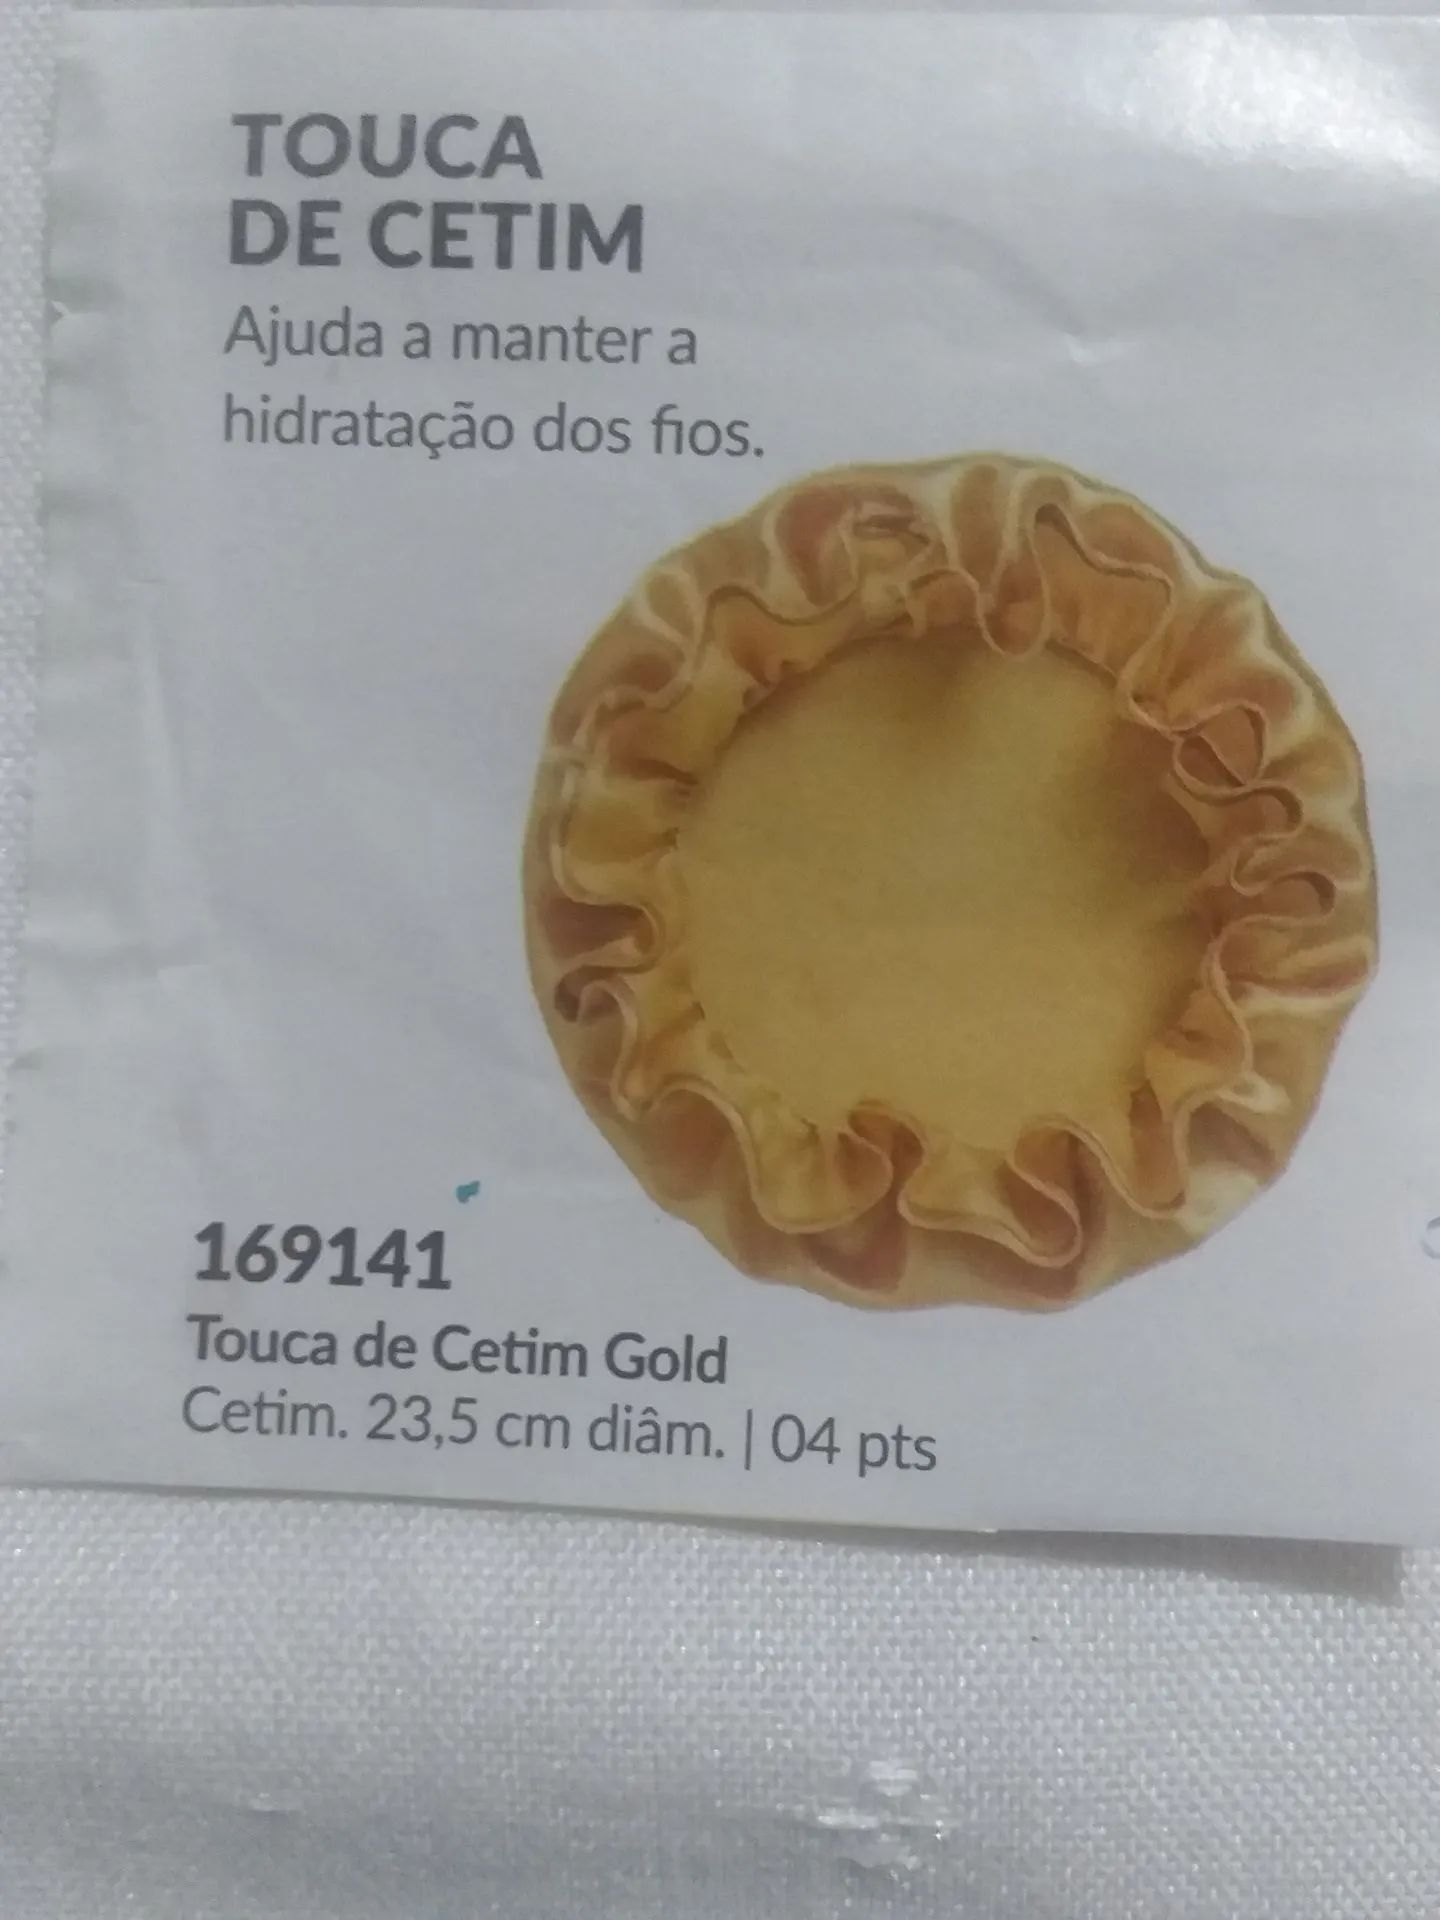 TOUCA
DE CETIM
Ajuda a manter a
hidratação dos fios.
169141
Touca de Cetim Gold
Cetim. 23,5 cm diâm. | 04 pts